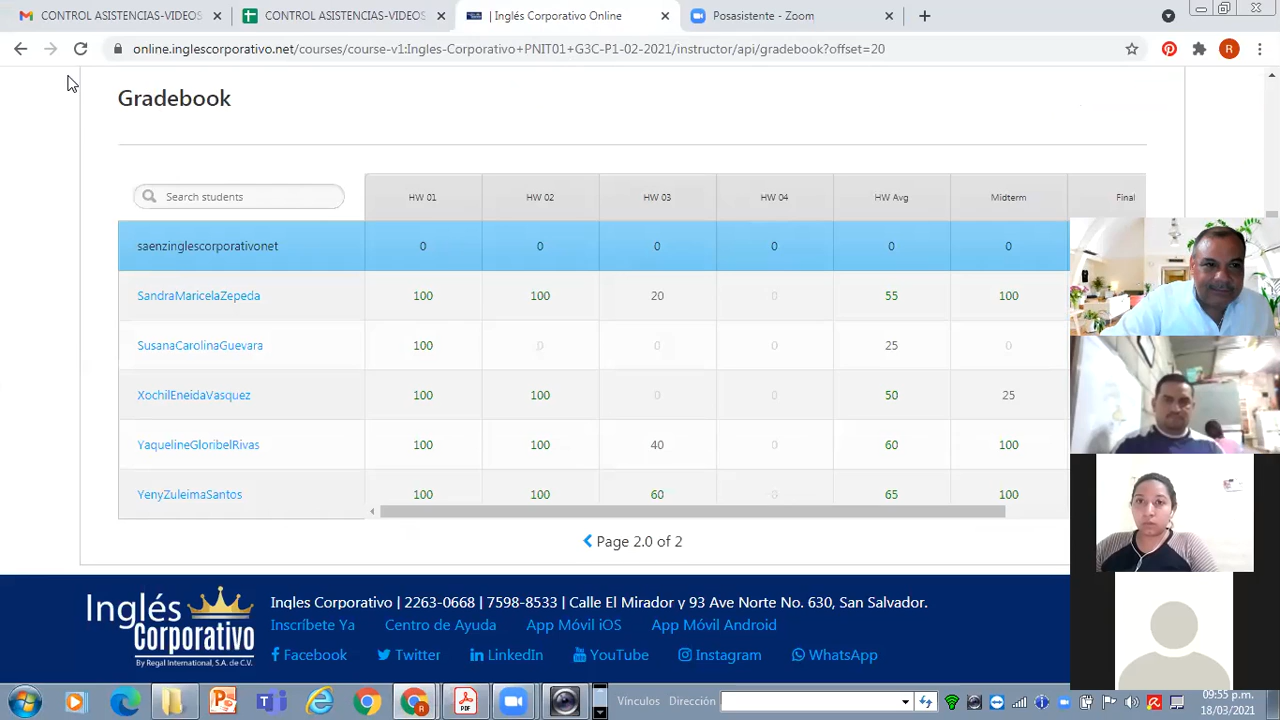 CONTROL ASISTENCIAS-VIDEOS
CONTROL ASISTENCIAS-VIDEOS
| Inglés Corporativo Online
Posasistente - Zoom
online.inglescorporativo.net/courses/course-v1:Ingles-Corporativo+PNIT01+G3C-P1-02-2021/instructor/api/gradebook?offset=20
R
Gradebook
Search students
HW 01 HW 02 HW 03 HW 04 HW Avg Midterm Final
saenzinglescorporativonet 0 0 0 0 0 0
SandraMaricelaZepeda 100 100 20 0 55 100
SusanaCarolinaGuevara 100 0 0 0 25 0
XochilEneidaVasquez 100 100 0 0 50 25
YaquelineGloribelRivas 100 100 40 0 60 100
YenyZuleimaSantos 100 100 60 0 65 100
Page 2.0 of 2
Inglés Corporativo
By Regal International, S.A. de C.V.
Ingles Corporativo | 2263-0668 | 7598-8533 | Calle El Mirador y 93 Ave Norte No. 630, San Salvador.
Inscríbete Ya Centro de Ayuda App Móvil iOS App Móvil Android
Facebook Twitter LinkedIn YouTube Instagram WhatsApp
Vínculos Dirección
09:55 p.m.
18/03/2021